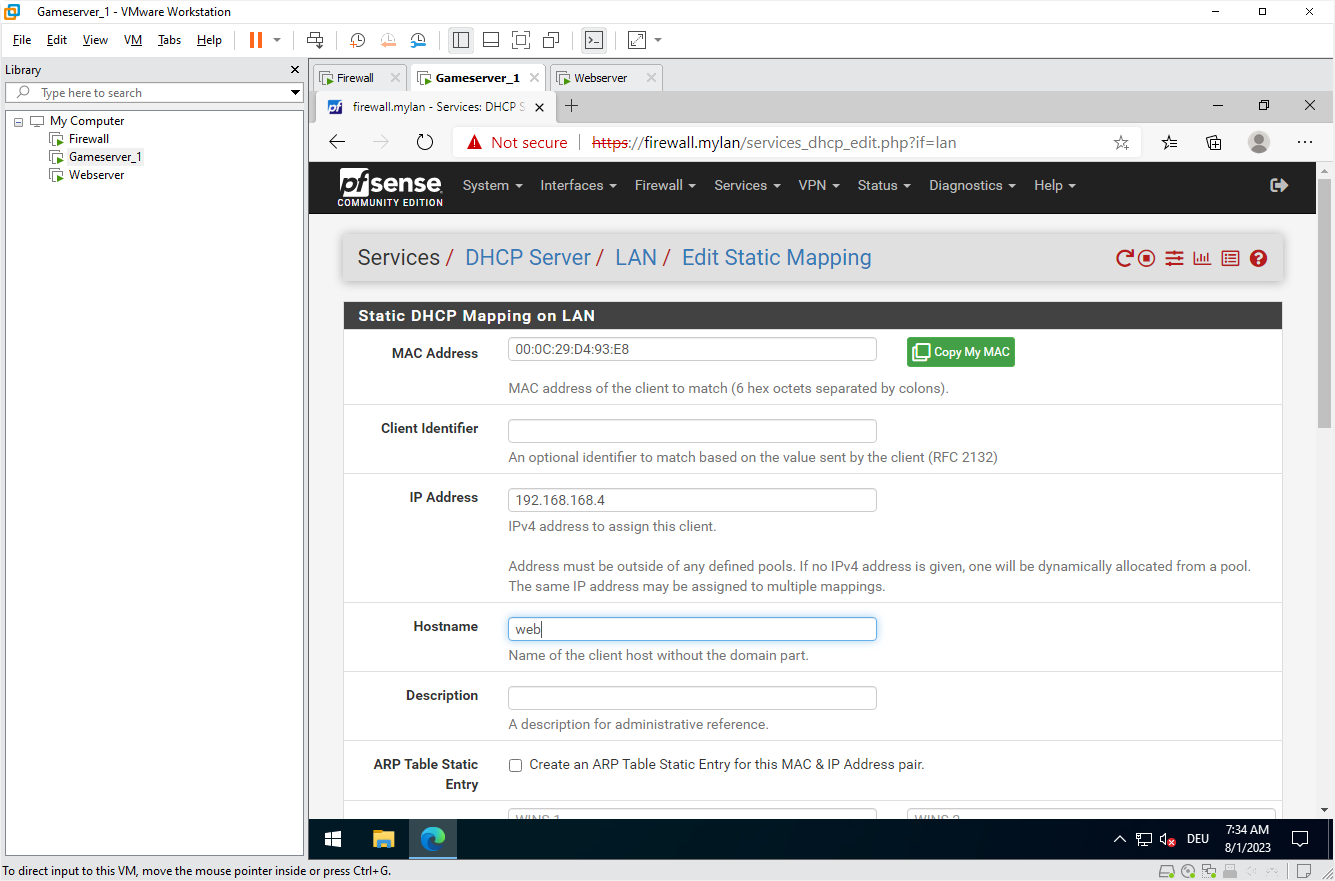 Gameserver_1 - VMware Workstation
File Edit View VM Tabs Help
Library
Type here to search
My Computer
Firewall
Gameserver_1
Webserver
Firewall Gameserver_1 Webserver
firewall.mylan - Services: DHCP S
Not secure https://firewall.mylan/services_dhcp_edit.php?if=lan
pfsense
COMMUNITY EDITION
System Interfaces Firewall Services VPN Status Diagnostics Help
Services / DHCP Server / LAN / Edit Static Mapping
Static DHCP Mapping on LAN
MAC Address 00:0C:29:D4:93:E8 Copy My MAC
MAC address of the client to match (6 hex octets separated by colons).
Client Identifier
An optional identifier to match based on the value sent by the client (RFC 2132)
IP Address 192.168.168.4
IPv4 address to assign this client.
Address must be outside of any defined pools. If no IPv4 address is given, one will be dynamically allocated from a pool.
The same IP address may be assigned to multiple mappings.
Hostname web
Name of the client host without the domain part.
Description
A description for administrative reference.
ARP Table Static
Entry
Create an ARP Table Static Entry for this MAC & IP Address pair.
WINS 1 WINS 2
DEU 7:34 AM
8/1/2023
To direct input to this VM, move the mouse pointer inside or press Ctrl+G.